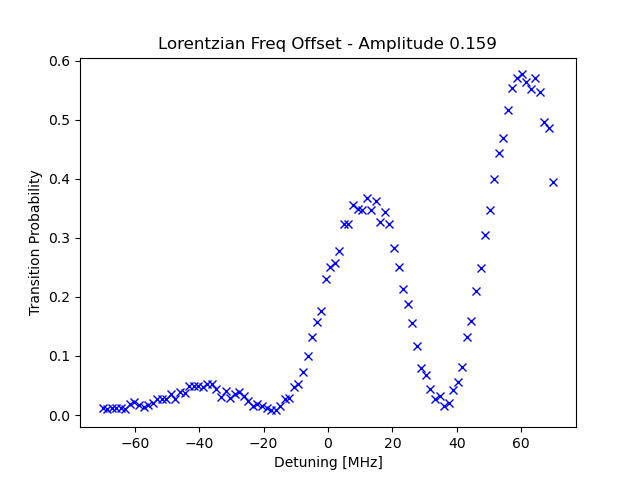 Lorentzian Freq Offset - Amplitude 0.159
Transition Probability
0.6
0.5
0.4
0.3
0.2
0.1
0.0
−60 −40 −20 0 20 40 60
Detuning [MHz]